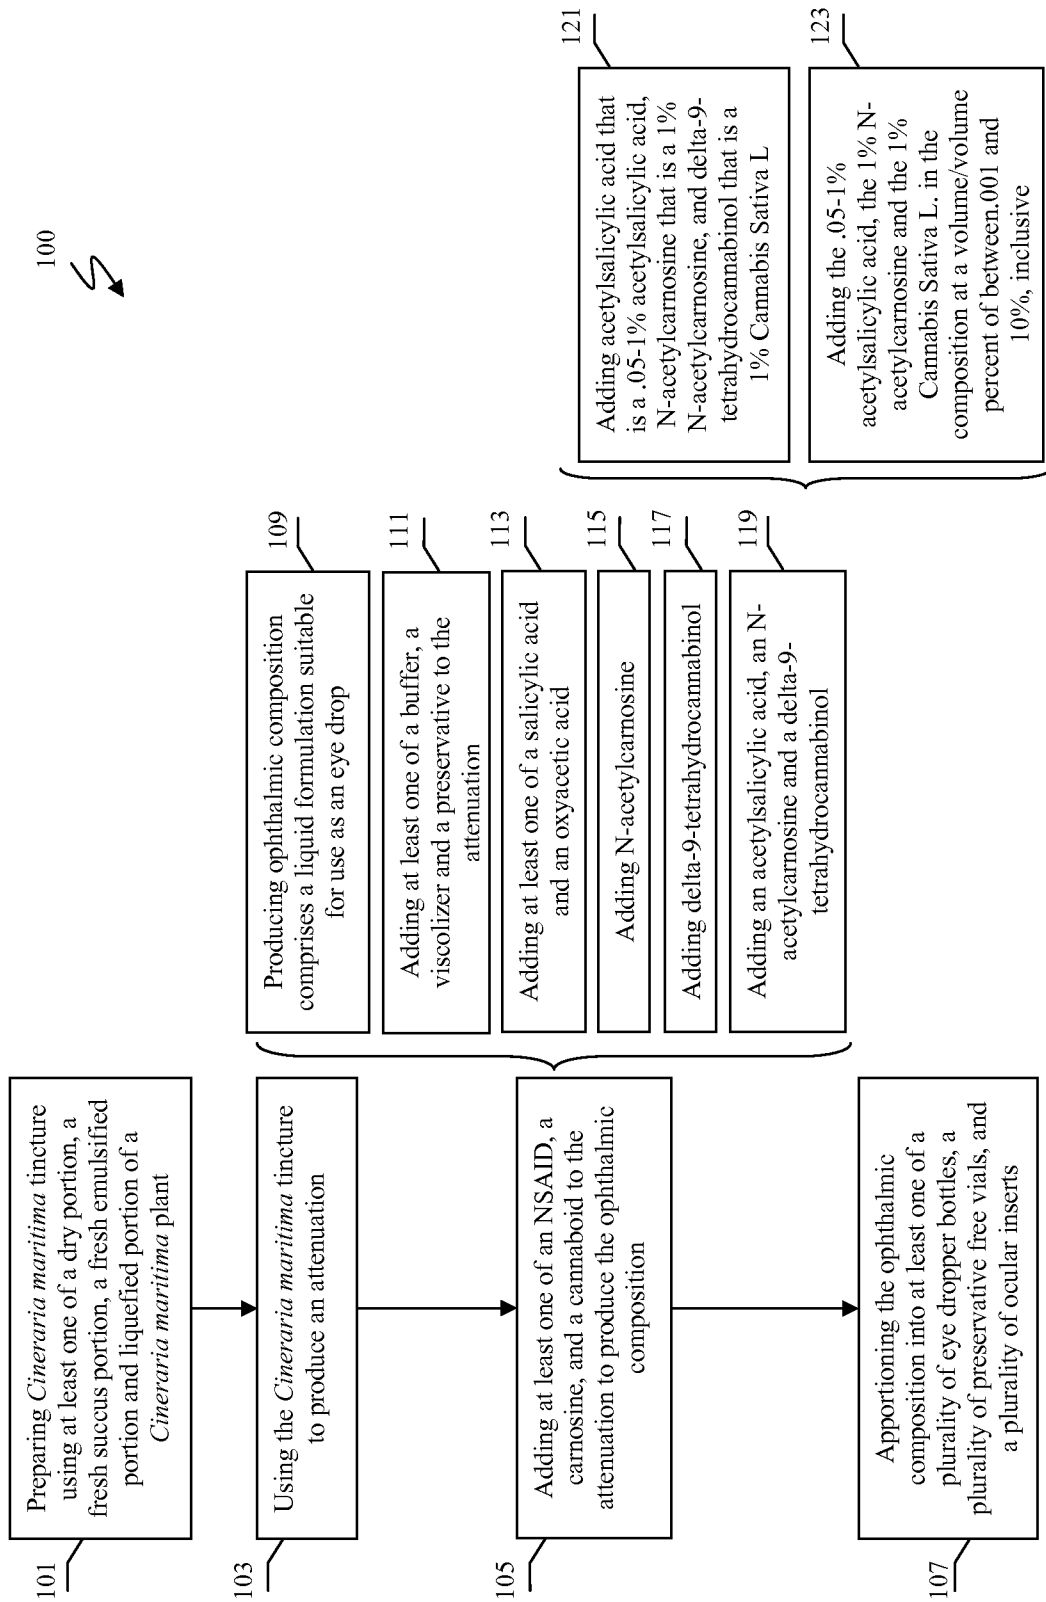 100
101
Preparing Cineraria maritima tincture
using at least one of a dry portion, a
fresh succus portion, a fresh emulsified
portion and liquefied portion of a
Cineraria maritima plant
103
Using the Cineraria maritima tincture
to produce an attenuation
105
Adding at least one of an NSAID, a
carnosine, and a cannaboid to the
attenuation to produce the ophthalmic
composition
107
Apportioning the ophthalmic
composition into at least one of a
plurality of eye dropper bottles, a
plurality of preservative free vials, and
a plurality of ocular inserts
109
Producing ophthalmic composition
comprises a liquid formulation suitable
for use as an eye drop
111
Adding at least one of a buffer, a
viscolizer and a preservative to the
attenuation
113
Adding at least one of a salicylic acid
and an oxyacetic acid
115
Adding N-acetylcarnosine
117
Adding delta-9-tetrahydrocannabinol
119
Adding an acetylsalicylic acid, an N-
acetylcarnosine and a delta-9-
tetrahydrocannabinol
121
Adding acetylsalicylic acid that
is a .05-1% acetylsalicylic acid,
N-acetylcarnosine that is a 1%
N-acetylcarnosine, and delta-9-
tetrahydrocannabinol that is a
1% Cannabis Sativa L
123
Adding the .05-1%
acetylsalicylic acid, the 1% N-
acetylcarnosine and the 1%
Cannabis Sativa L. in the
composition at a volume/volume
percent of between.001 and
10%, inclusive